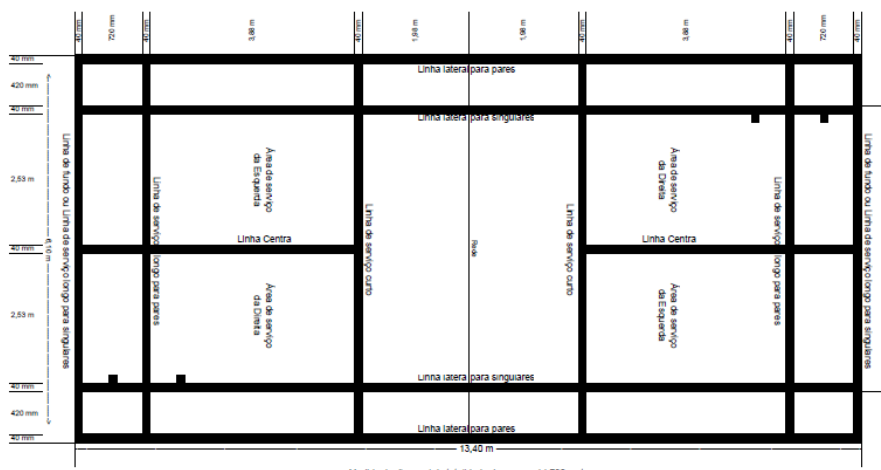 40 mm
720 mm
40 mm
3,88 m
40 mm
1,98 m
1,98 m
40 mm
3,88 m
40 mm
720 mm
40 mm
40 mm
Linha lateral para pares
420 mm
40 mm
Linha lateral para singulares
Linha de fundo ou Linha de serviço longo para singulares
Linha de serviço longo para pares
Área de serviço
da Esquerda
Linha de serviço curto
Rede
Linha de serviço curto
Área de serviço
da Direita
Linha de serviço longo para pares
Linha de fundo ou Linha de serviço longo para singulares
2,53 m
40 mm
6,10 m
Linha Centra
Linha Centra
2,53 m
Área de serviço
da Direita
Área de serviço
da Esquerda
40 mm
Linha lateral para singulares
420 mm
Linha lateral para pares
40 mm
13,40 m